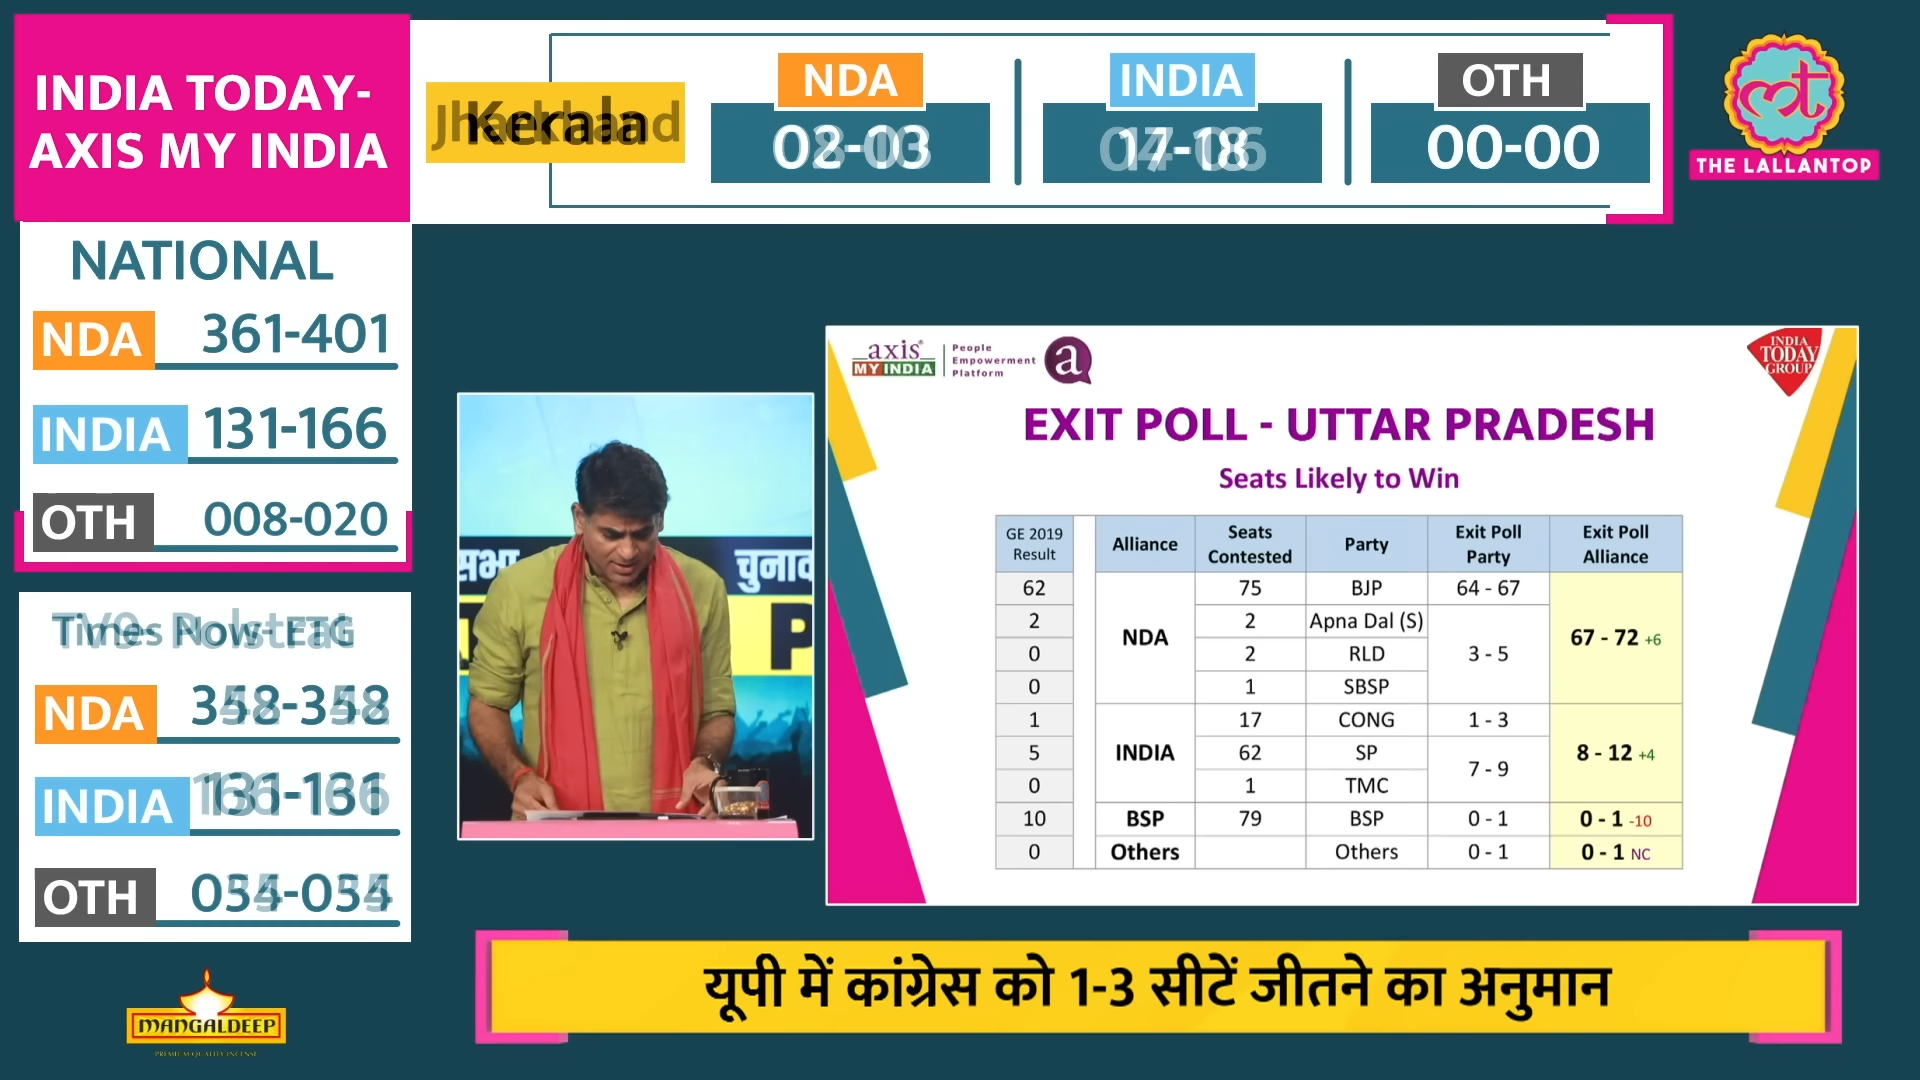 INDIA TODAY-
AXIS MY INDIA
Kerala
NDA
INDIA
OTH
17-18
00-00
THE LALLANTOP
NATIONAL
NDA 361-401
INDIA 131-166
OTH 008-020
NDA
INDIA
OTH
MANGALDEEP
PREMIUM QUALITY INCENSE
सभा
चुनाव
P
axis
MY INDIA
People
Empowerment
Platform
a
INDIA
TODAY
GROUP
EXIT POLL - UTTAR PRADESH
Seats Likely to Win
GE 2019 Result Alliance Seats Contested Party Exit Poll Party Exit Poll Alliance
62 NDA 75 BJP 64 - 67 67 - 72 +6
2 2 Apna Dal (S) 3 - 5
0 2 RLD
0 1 SBSP
1 INDIA 17 CONG 1 - 3 8 - 12 +4
5 62 SP 7 - 9
0 1 TMC
10 BSP 79 BSP 0 - 1 0 - 1 -10
0 Others Others 0 - 1 0 - 1 NC
यूपी में कांग्रेस को 1-3 सीटें जीतने का अनुमान